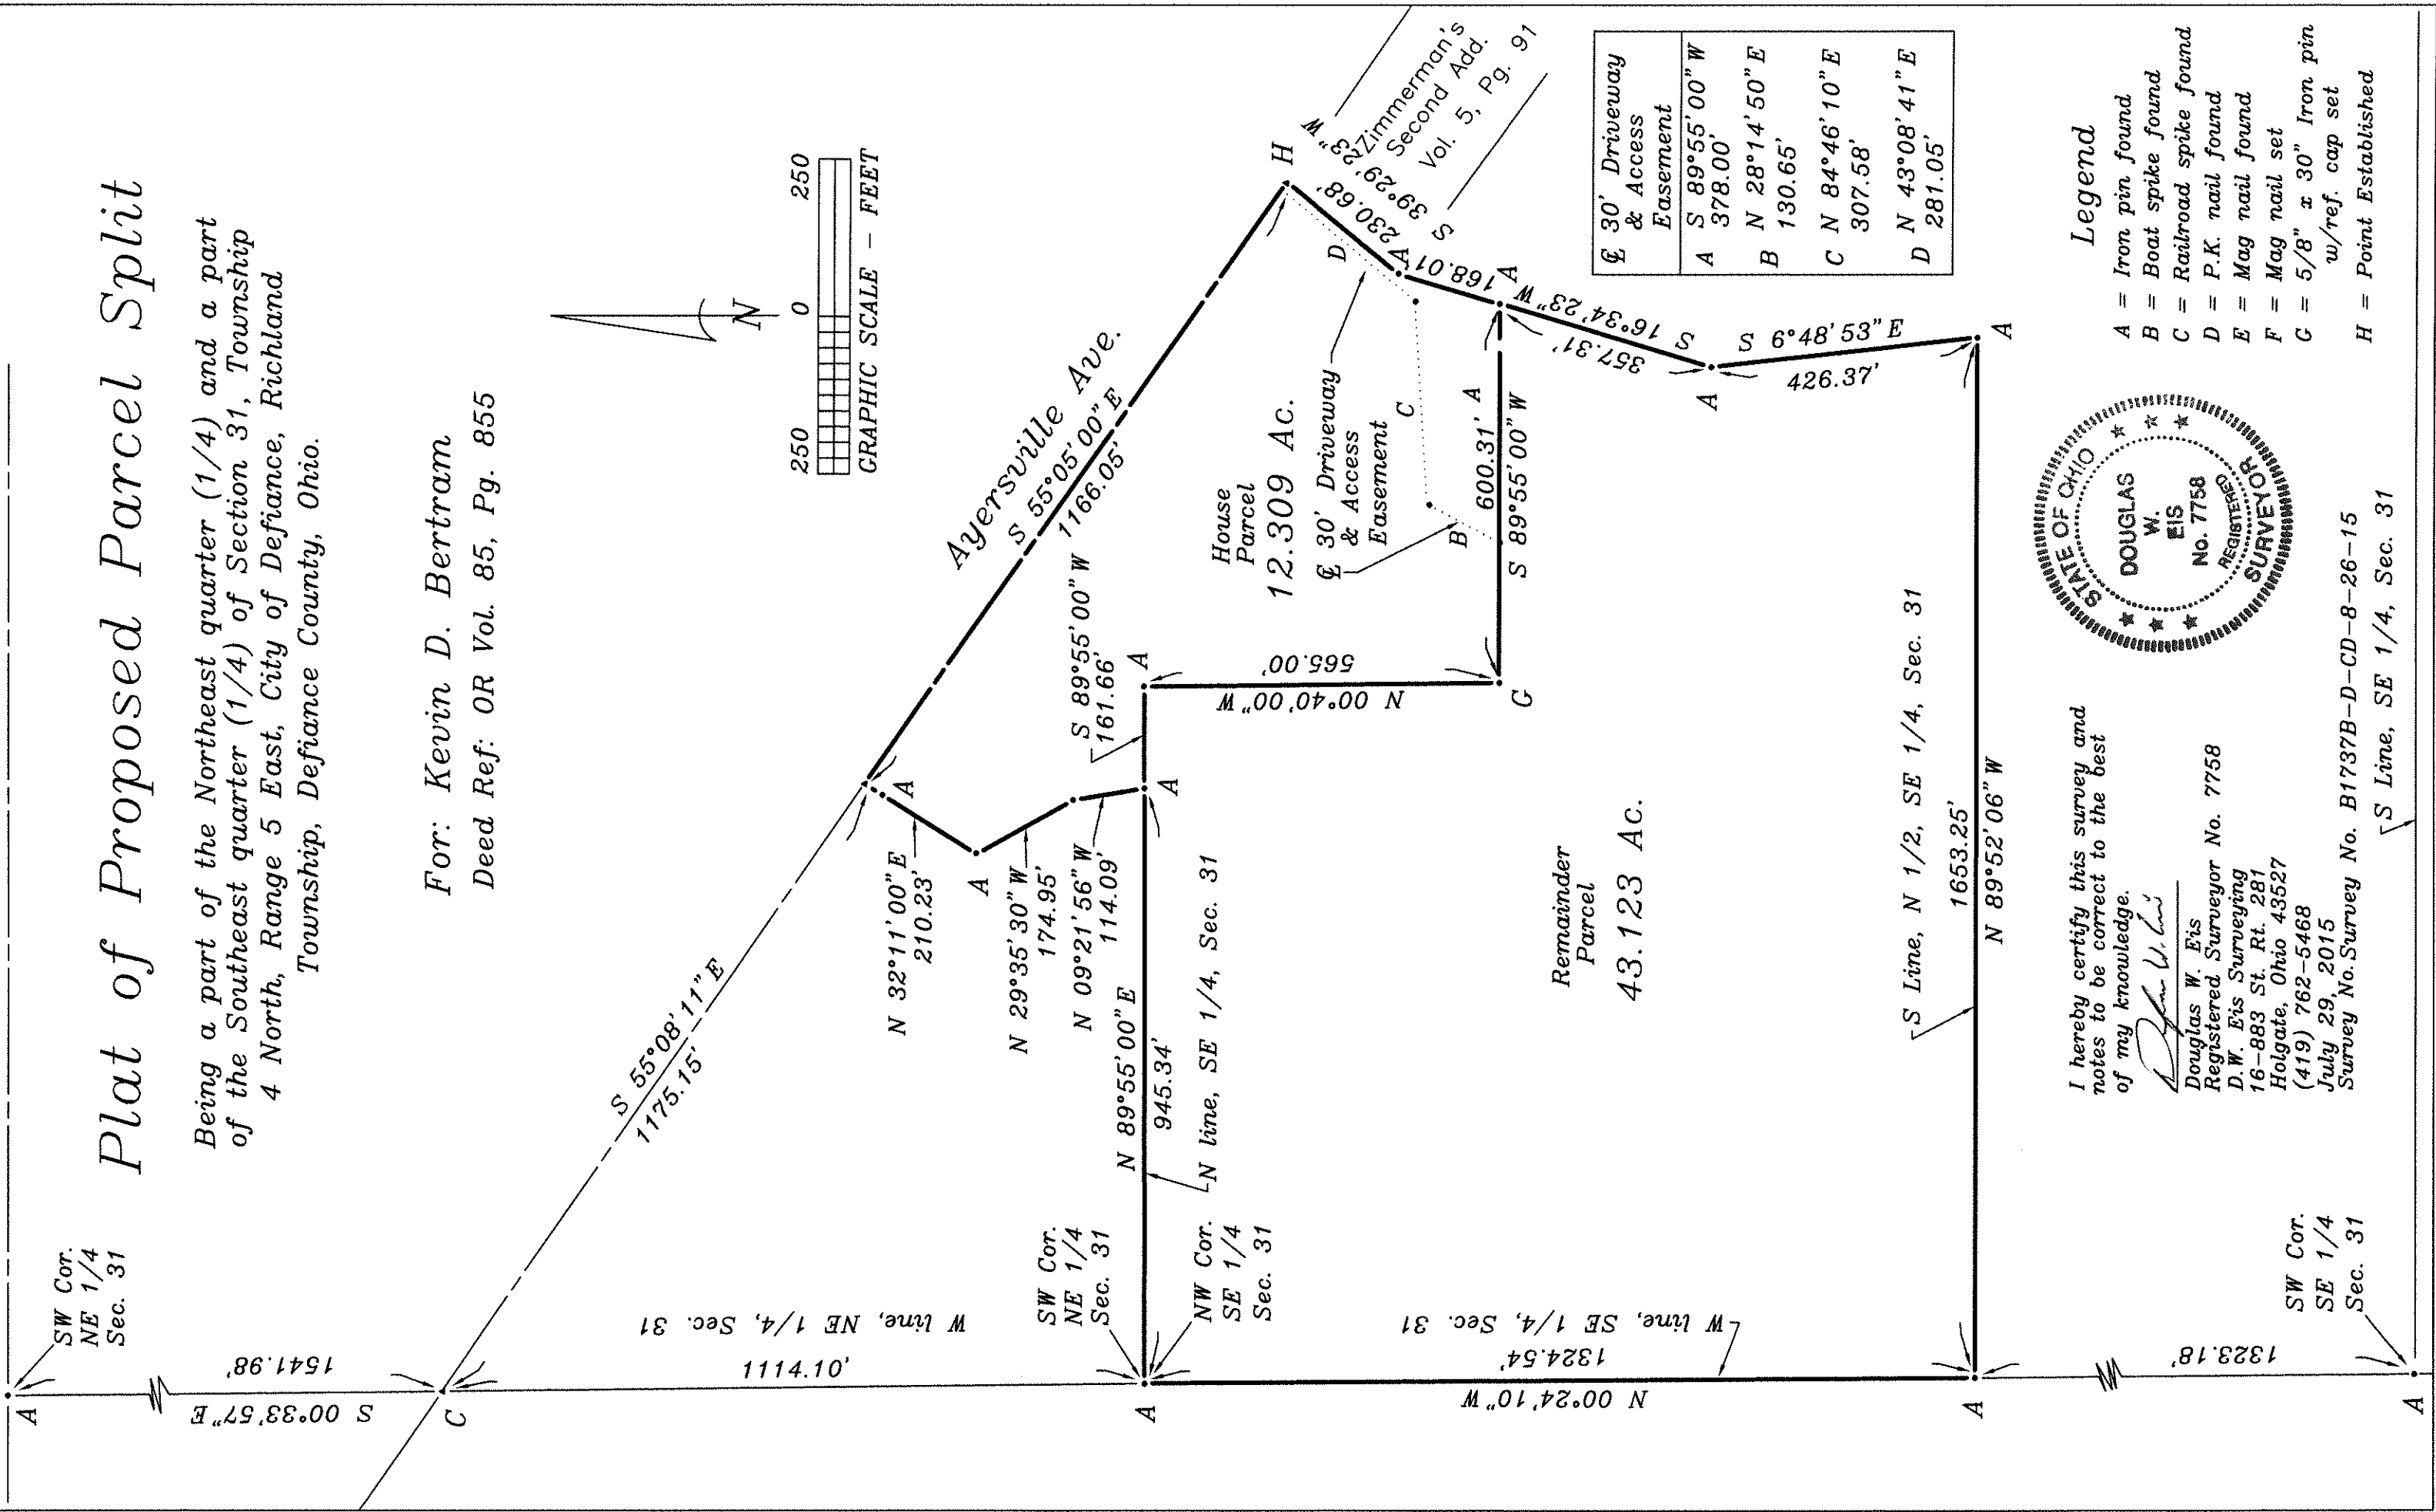 Plat of Proposed Parcel Split
Being a part of the Northeast quarter (1/4) and a part
of the Southeast quarter (1/4) of Section 31, Township
4 North, Range 5 East, City of Defiance, Richland
Township, Defiance County, Ohio.
For: Kevin D. Bertram
Deed Ref: OR Vol. 85, Pg. 855
SW Cor.
NE 1/4
Sec. 31
A
1541.98'
S 00°33'57" E
C
N
250 0 250
GRAPHIC SCALE - FEET
S 55°08'11" E
1175.15'
Ayersville Ave.
S 55°05'00" E
1166.05'
H
S 39°29'23" W
230.68'
Zimmerman's
Second Add.
Vol. 5, Pg. 91
W line, NE 1/4, Sec. 31
1114.10'
A
N 32°11'00" E
210.23'
A
N 29°35'30" W
174.95'
N 09°21'56" W
114.09'
A
S 89°55'00" W
161.66'
A
SW Cor.
NE 1/4
Sec. 31
N 89°55'00" E
945.34'
N line, SE 1/4, Sec. 31
A
NW Cor.
SE 1/4
Sec. 31
House
Parcel
12.309 Ac.
℄ 30' Driveway
& Access
Easement
D
C
B
A
A
168.01'
A
N 00°40'00" W
565.00'
600.31'
S 89°55'00" W
G
S 16°34'23" W
357.31'
A
S 6°48'53" E
426.37'
A
℄ 30' Driveway
& Access
Easement
A S 89°55'00" W
378.00'
B N 28°14'50" E
130.65'
C N 84°46'10" E
307.58'
D N 43°08'41" E
281.05'
Remainder
Parcel
43.123 Ac.
W line, SE 1/4, Sec. 31
1324.54'
N 00°24'10" W
S Line, N 1/2, SE 1/4, Sec. 31
1653.25'
N 89°52'06" W
A
I hereby certify this survey and
notes to be correct to the best
of my knowledge.
Douglas W. Eis
Registered Surveyor No. 7758
D.W. Eis Surveying
16-883 St. Rt. 281
Holgate, Ohio 43527
(419) 762-5468
July 29, 2015
Survey No.Survey No. B1737B-D-CD-8-26-15
STATE OF OHIO
DOUGLAS
W.
EIS
No. 7758
REGISTERED
SURVEYOR
Legend
A = Iron pin found
B = Boat spike found
C = Railroad spike found
D = P.K. nail found
E = Mag nail found
F = Mag nail set
G = 5/8" x 30" Iron pin
w/ref. cap set
H = Point Established
SW Cor.
SE 1/4
Sec. 31
1323.18'
A
S Line, SE 1/4, Sec. 31